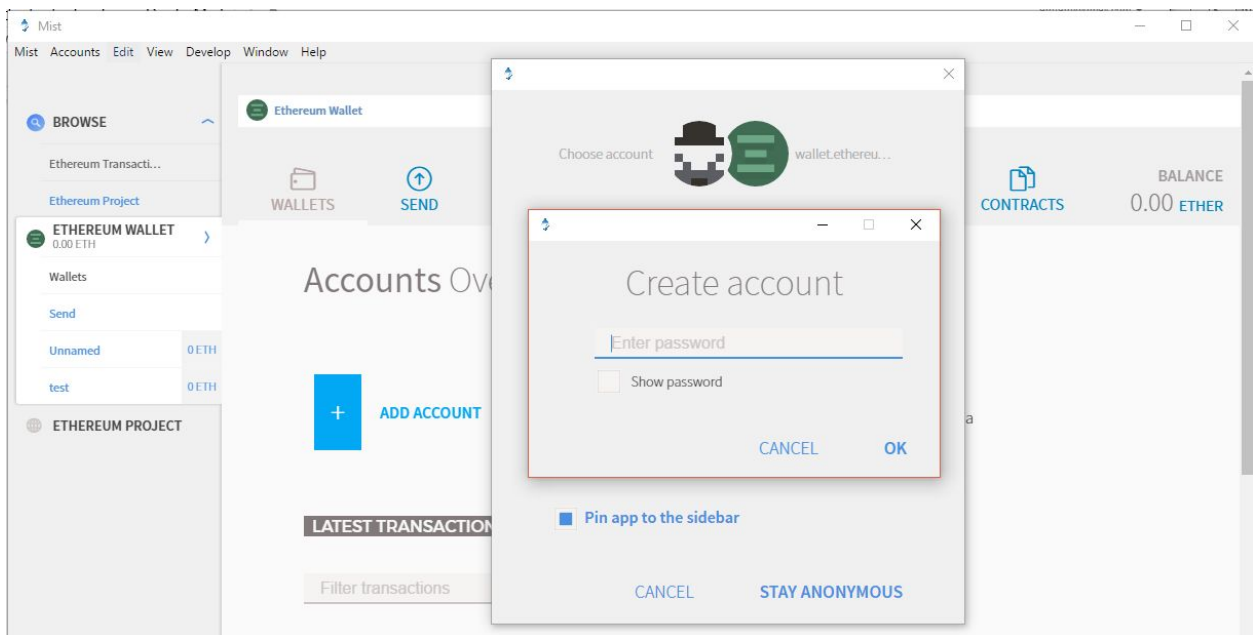 Mist
Mist Accounts Edit View Develop Window Help
BROWSE
Ethereum Transacti...
Ethereum Project
ETHEREUM WALLET
0.00 ETH
Wallets
Send
Unnamed 0 ETH
test 0 ETH
ETHEREUM PROJECT
Ethereum Wallet
WALLETS
SEND
CONTRACTS
BALANCE
0.00 ETHER
Accounts Ov
ADD ACCOUNT
LATEST TRANSACTION
Filter transactions
Choose account
wallet.ethereu...
Create account
Enter password
Show password
CANCEL OK
a
Pin app to the sidebar
CANCEL STAY ANONYMOUS